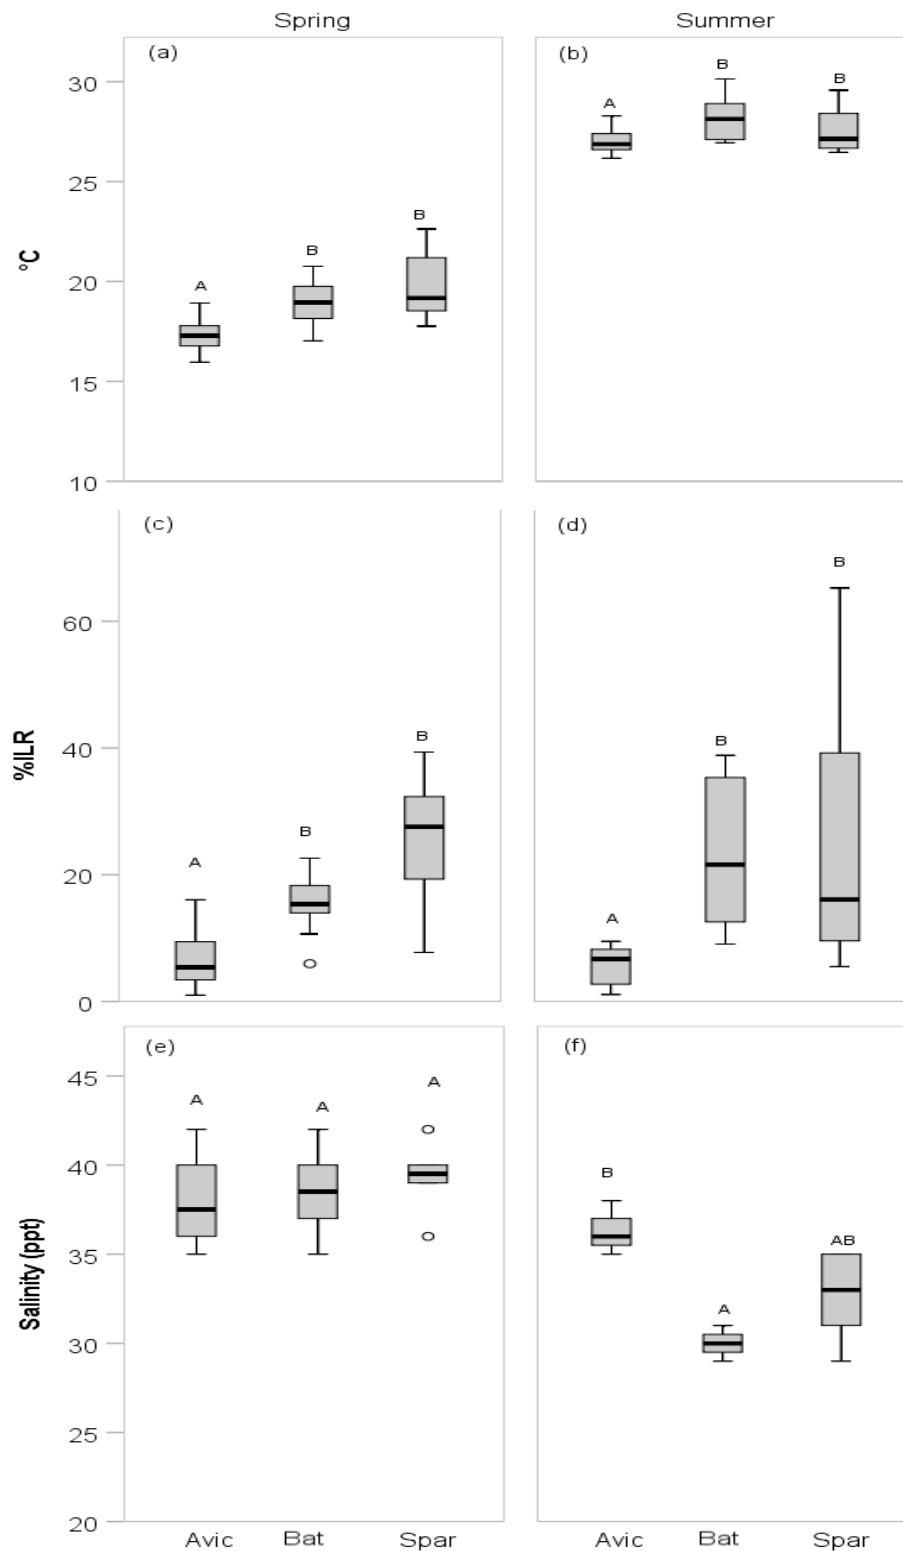 Spring Summer
(a) (b)
30
25
20
15
10
°C
A B B
A B B
(c) (d)
60
40
20
0
%ILR
A B B
A B B
(e) (f)
45
40
35
30
25
20
Salinity (ppt)
A A A
B A AB
Avic Bat Spar
Avic Bat Spar